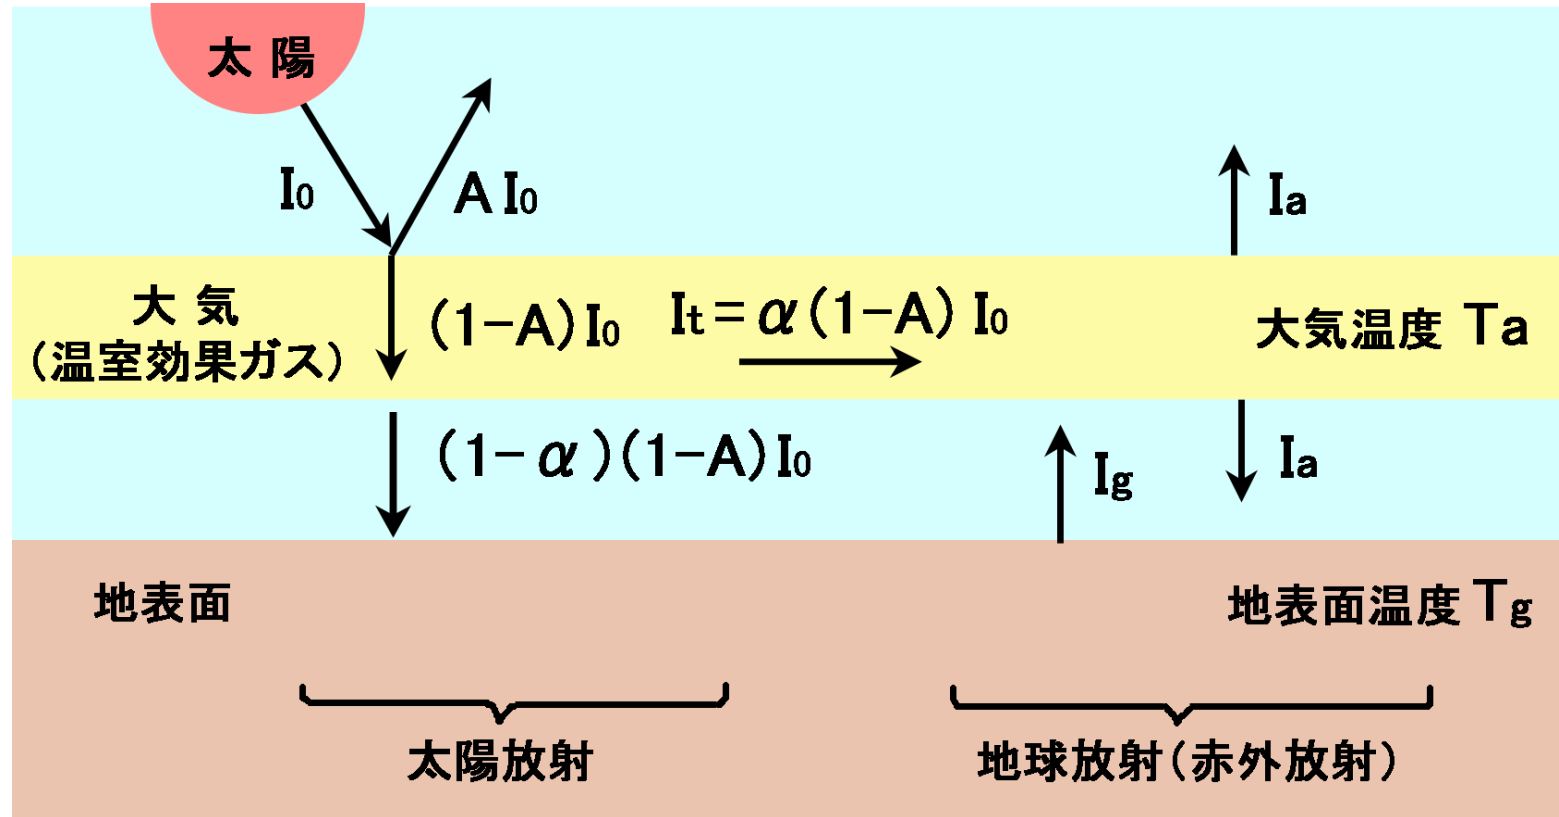 太 陽
I0
A I0
Ia
大 気
(温室効果ガス)
(1-A)I0
It=α(1-A) I0
大気温度 Ta
(1-α)(1-A)I0
Ig
Ia
地表面
地表面温度 Tg
太陽放射
地球放射(赤外放射)